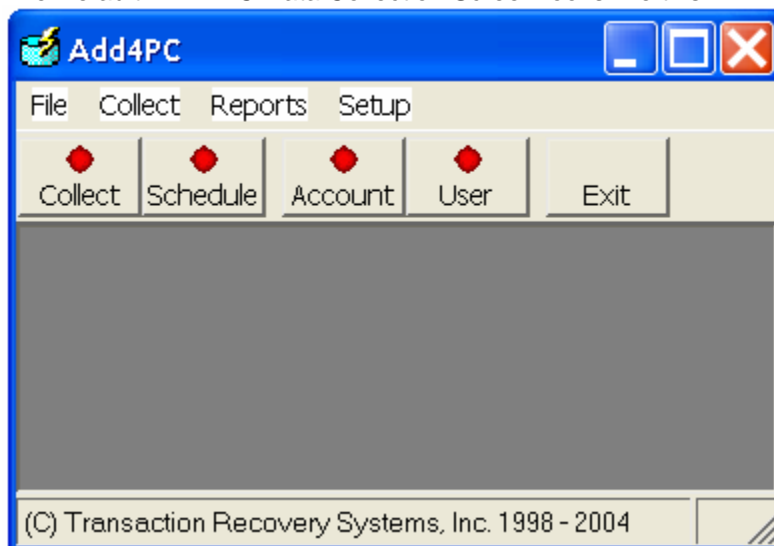 Add4PC
File Collect Reports Setup
Collect Schedule Account User Exit
(C) Transaction Recovery Systems, Inc. 1998 - 2004